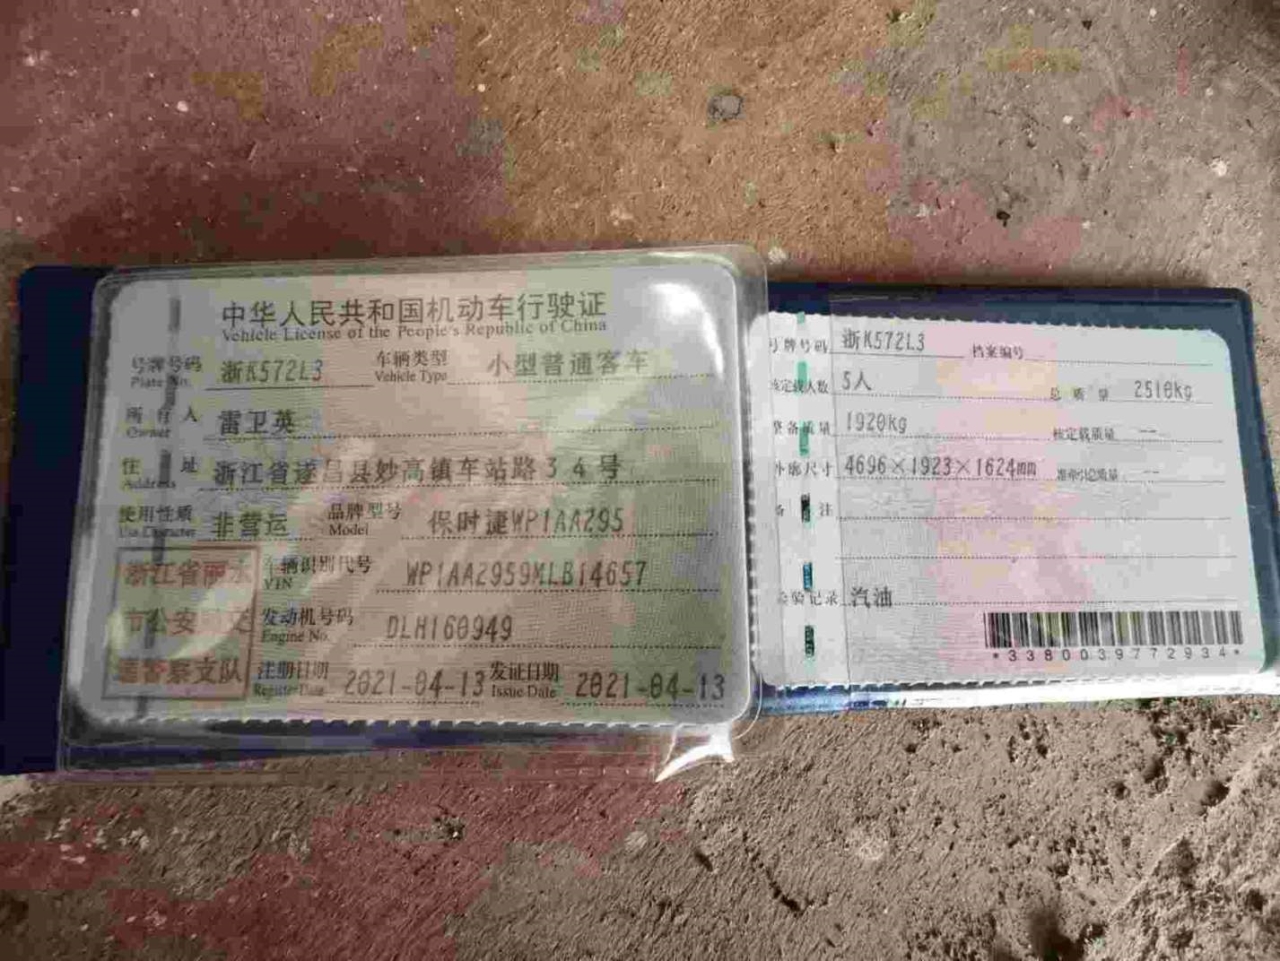 中华人民共和国机动车行驶证
Vehicle License of the People's Republic of China
号牌号码 浙K572L3 车辆类型 小型普通客车
Plate No. Vehicle Type
所有人 雷卫英
Owner
住址 浙江省遂昌县妙高镇车站路34号
Address
使用性质 非营运 品牌型号 保时捷WP1AA295
Use Character Model
浙江省丽水
市公安局交
通警察支队
车辆识别代号 WP1AA2959MLB14657
VIN
发动机号码 DLH160949
Engine No.
注册日期 2021-04-13 发证日期 2021-04-13
Register Date Issue Date
号牌号码 浙K572L3 档案编号
核定载人数 5人 总质量 2510kg
整备质量 1920kg 核定载质量 --
外廓尺寸 4696×1923×1624mm 准牵引总质量 --
备注
检验记录 汽油
*3380039772934*